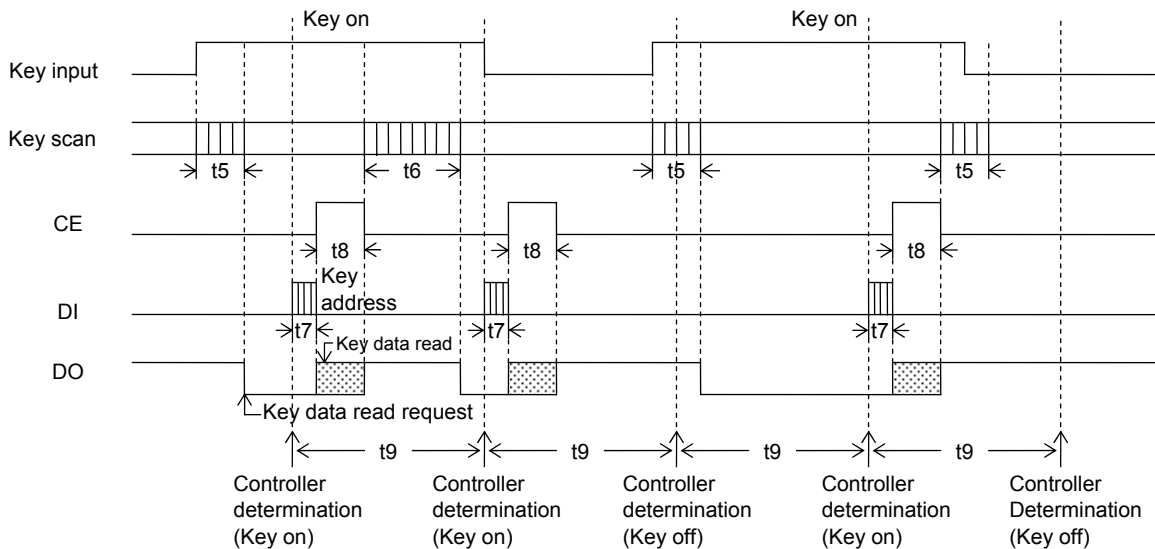 Key on
Key on
Key input
Key scan
t5
t6
t5
t5
CE
t8
t8
t8
DI
Key
address
t7
t7
t7
Key data read
DO
Key data read request
t9
t9
t9
t9
Controller
determination
(Key on)
Controller
determination
(Key on)
Controller
determination
(Key off)
Controller
determination
(Key on)
Controller
Determination
(Key off)